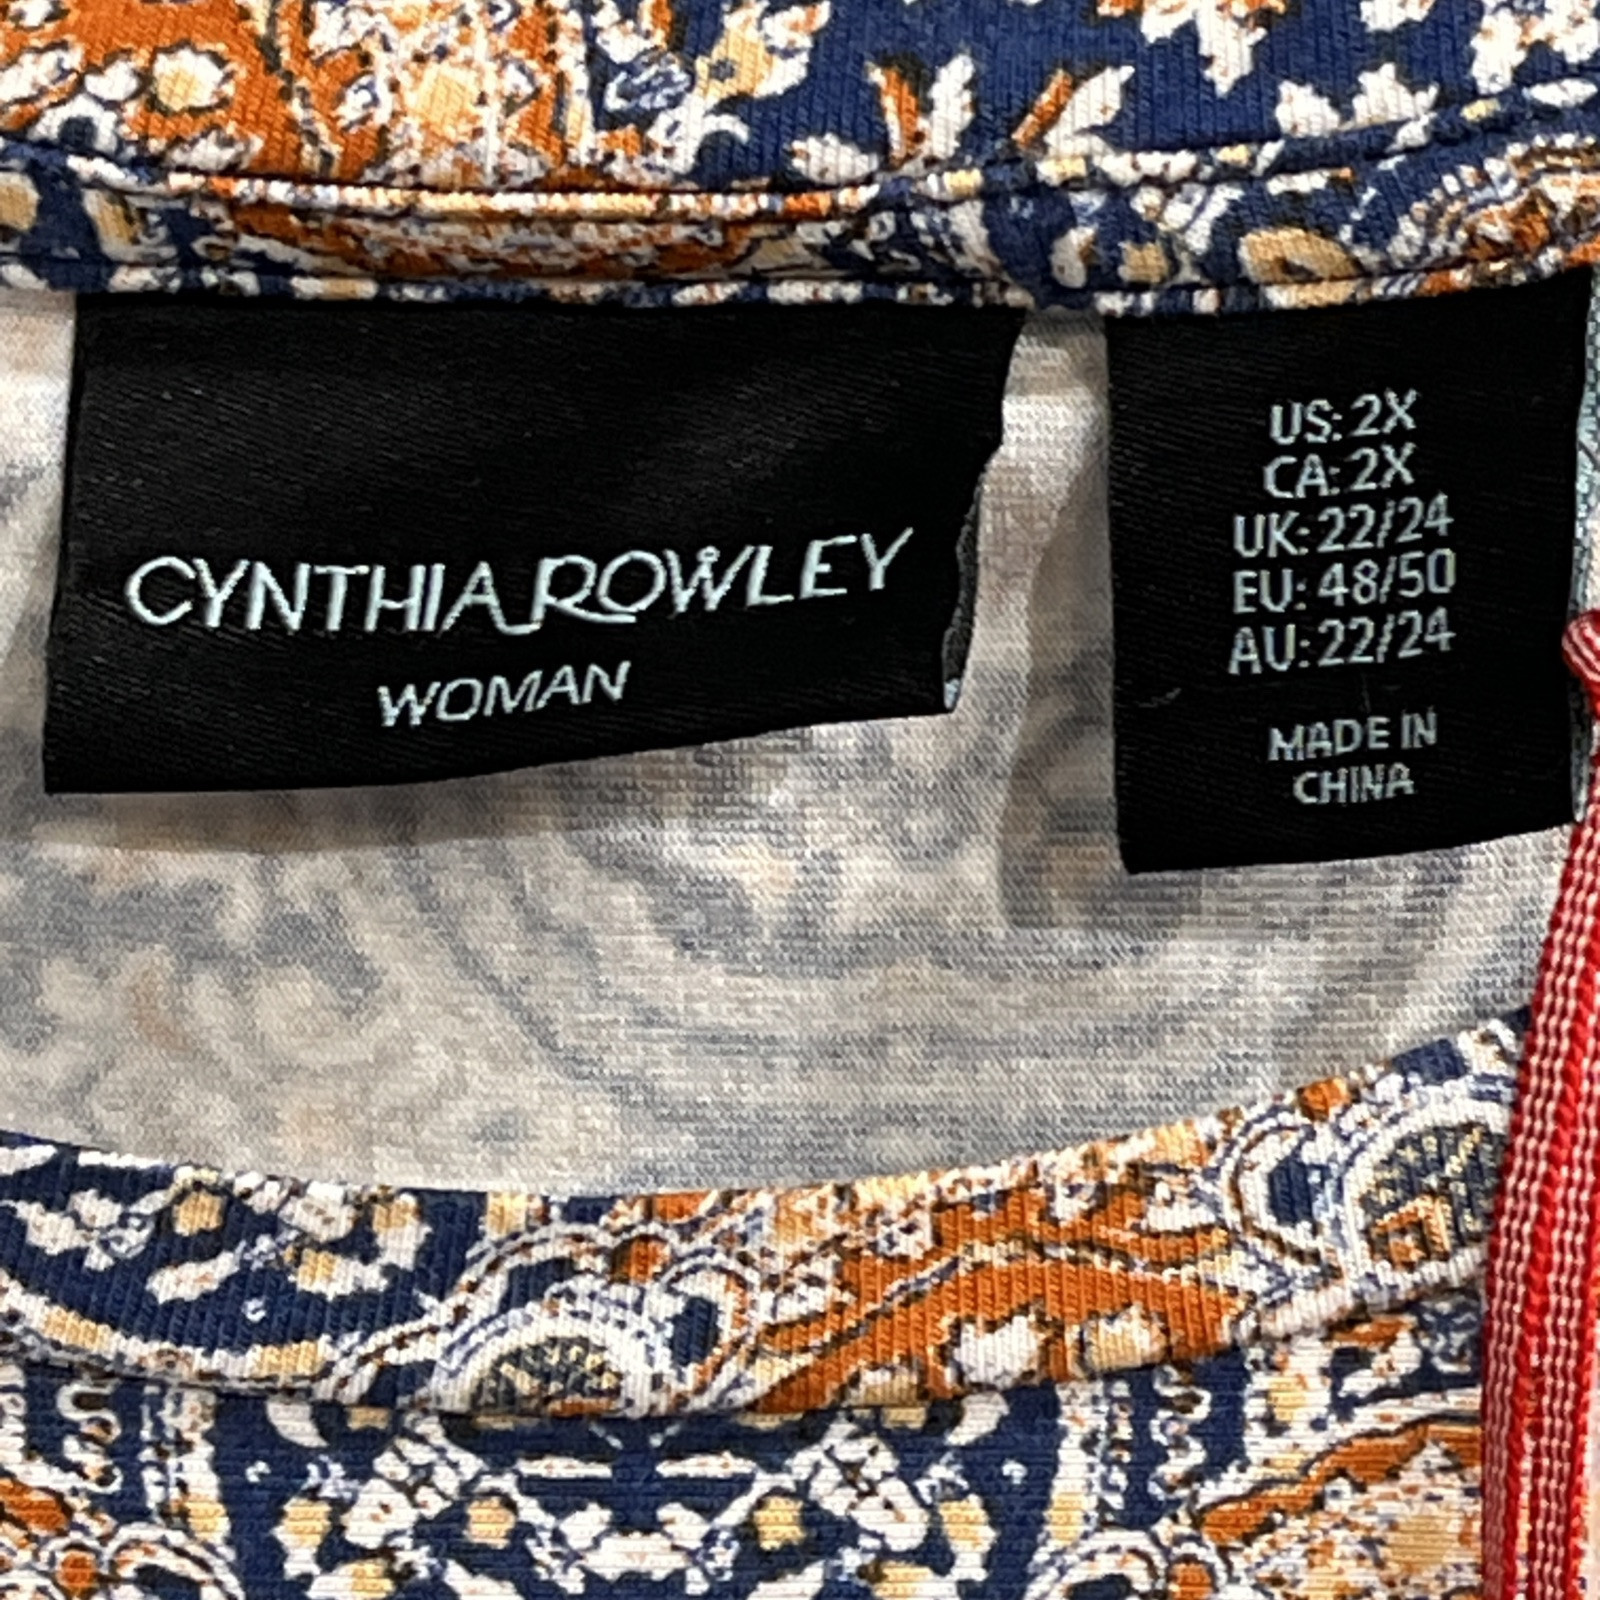 CYNTHIA ROWLEY
WOMAN
US: 2X
CA: 2X
UK: 22/24
EU: 48/50
AU: 22/24
MADE IN
CHINA